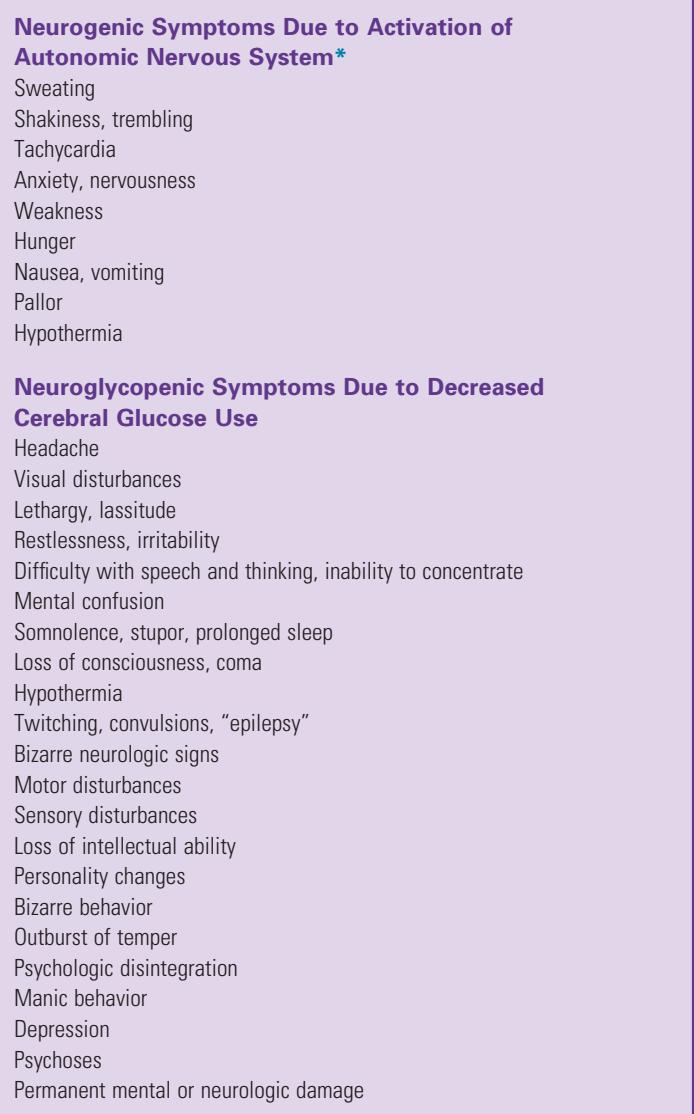 Neurogenic Symptoms Due to Activation of
Autonomic Nervous System*
Sweating
Shakiness, trembling
Tachycardia
Anxiety, nervousness
Weakness
Hunger
Nausea, vomiting
Pallor
Hypothermia
Neuroglycopenic Symptoms Due to Decreased
Cerebral Glucose Use
Headache
Visual disturbances
Lethargy, lassitude
Restlessness, irritability
Difficulty with speech and thinking, inability to concentrate
Mental confusion
Somnolence, stupor, prolonged sleep
Loss of consciousness, coma
Hypothermia
Twitching, convulsions, “epilepsy”
Bizarre neurologic signs
Motor disturbances
Sensory disturbances
Loss of intellectual ability
Personality changes
Bizarre behavior
Outburst of temper
Psychologic disintegration
Manic behavior
Depression
Psychoses
Permanent mental or neurologic damage